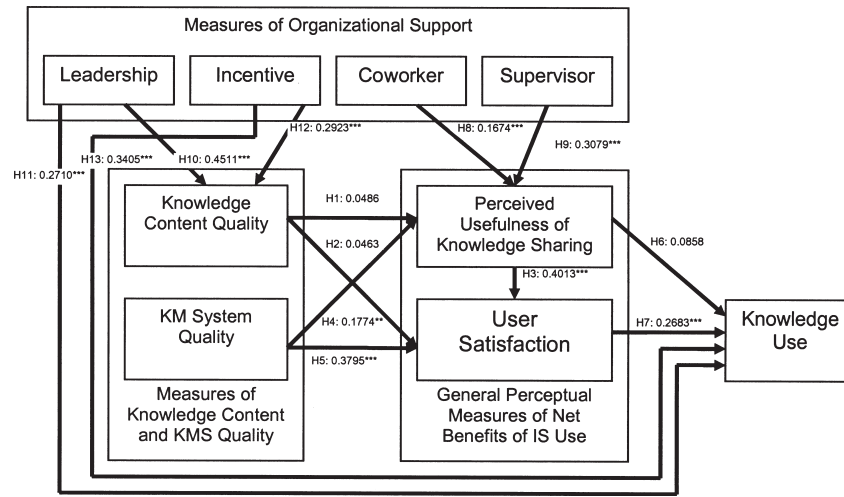 Measures of Organizational Support
Leadership
Incentive
Coworker
Supervisor
H12: 0.2923***
H8: 0.1674***
H9: 0.3079***
H13: 0.3405***
H10: 0.4511***
H11: 0.2710***
Knowledge
Content Quality
H1: 0.0486
Perceived
Usefulness of
Knowledge Sharing
H2: 0.0463
H6: 0.0858
H3: 0.4013***
KM System
Quality
H4: 0.1774**
User
Satisfaction
H7: 0.2683***
Knowledge
Use
H5: 0.3795***
Measures of
Knowledge Content
and KMS Quality
General Perceptual
Measures of Net
Benefits of IS Use